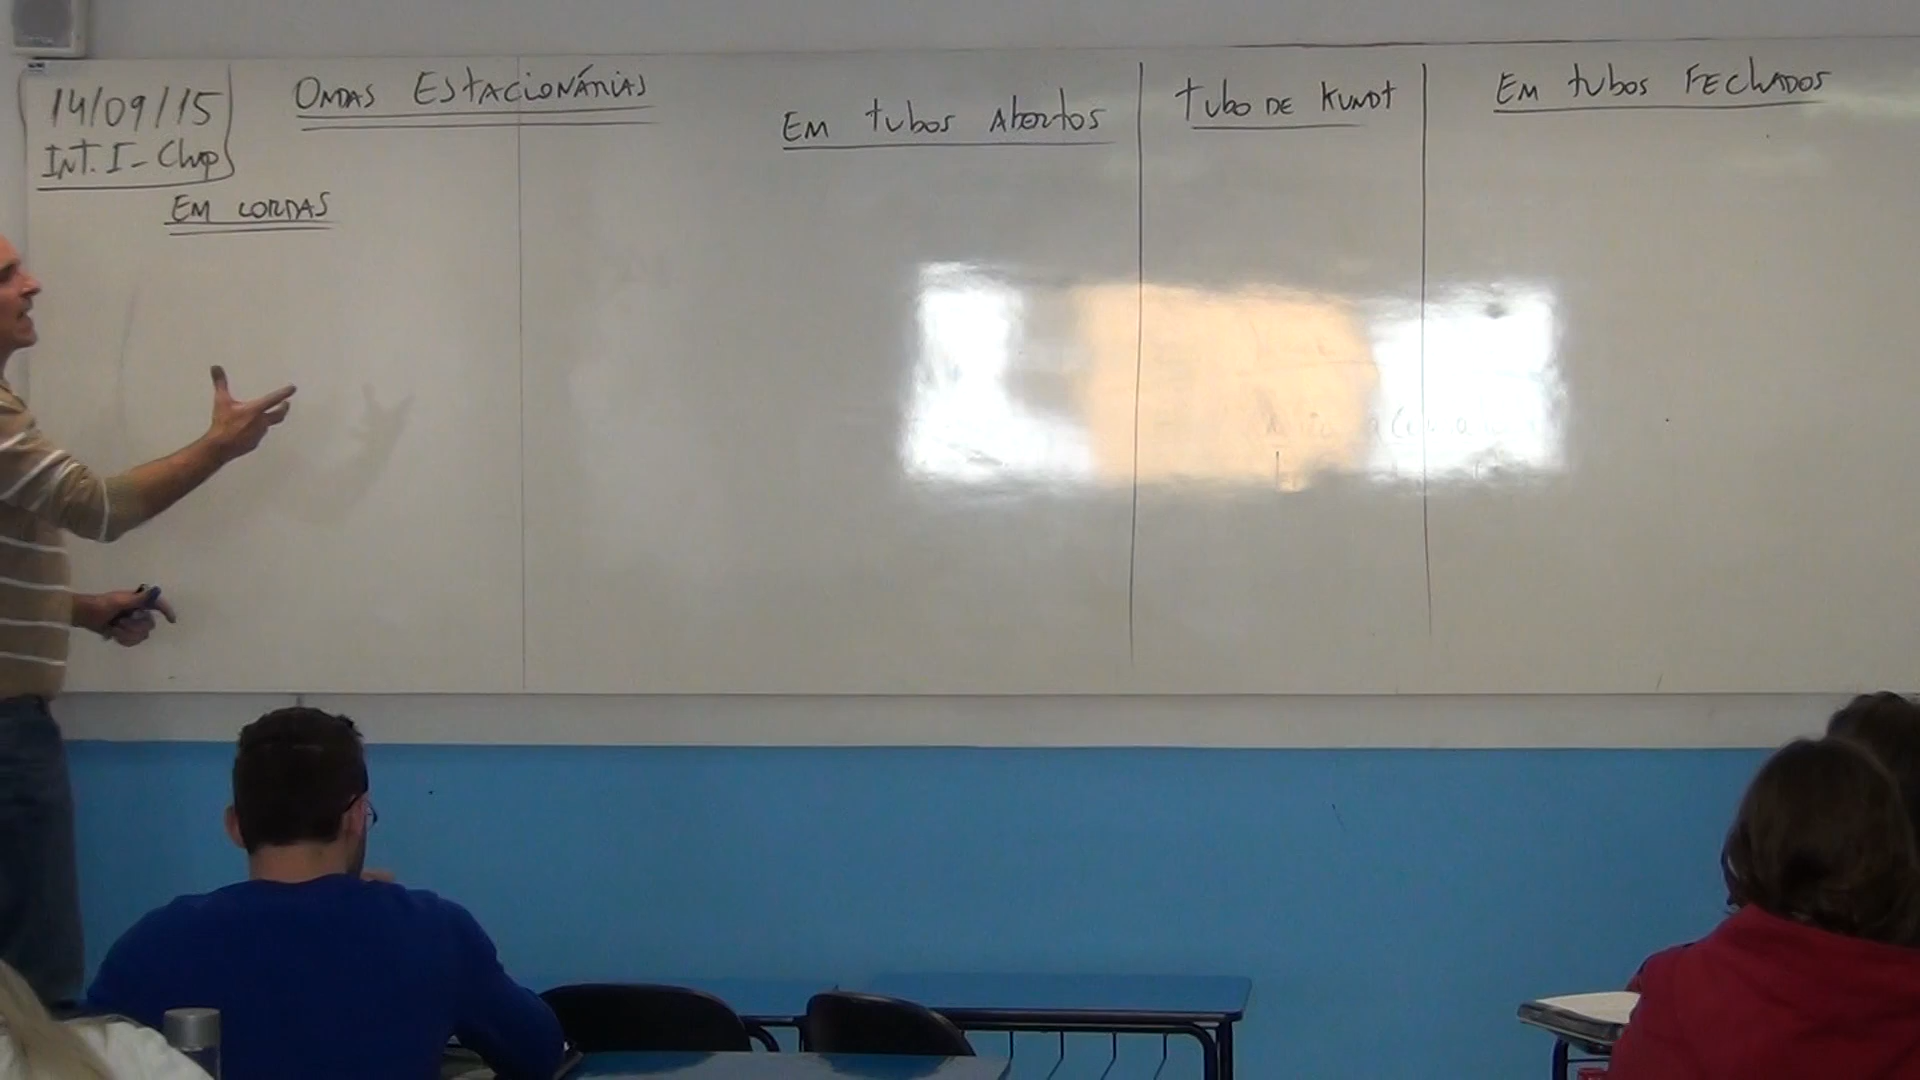 14/09/15
INT. I - Chap
ONDAS ESTACIONÁRIAS
EM CORDAS
EM tubos Abertos
tubo DE KUNDT
EM tubos FECHADOS